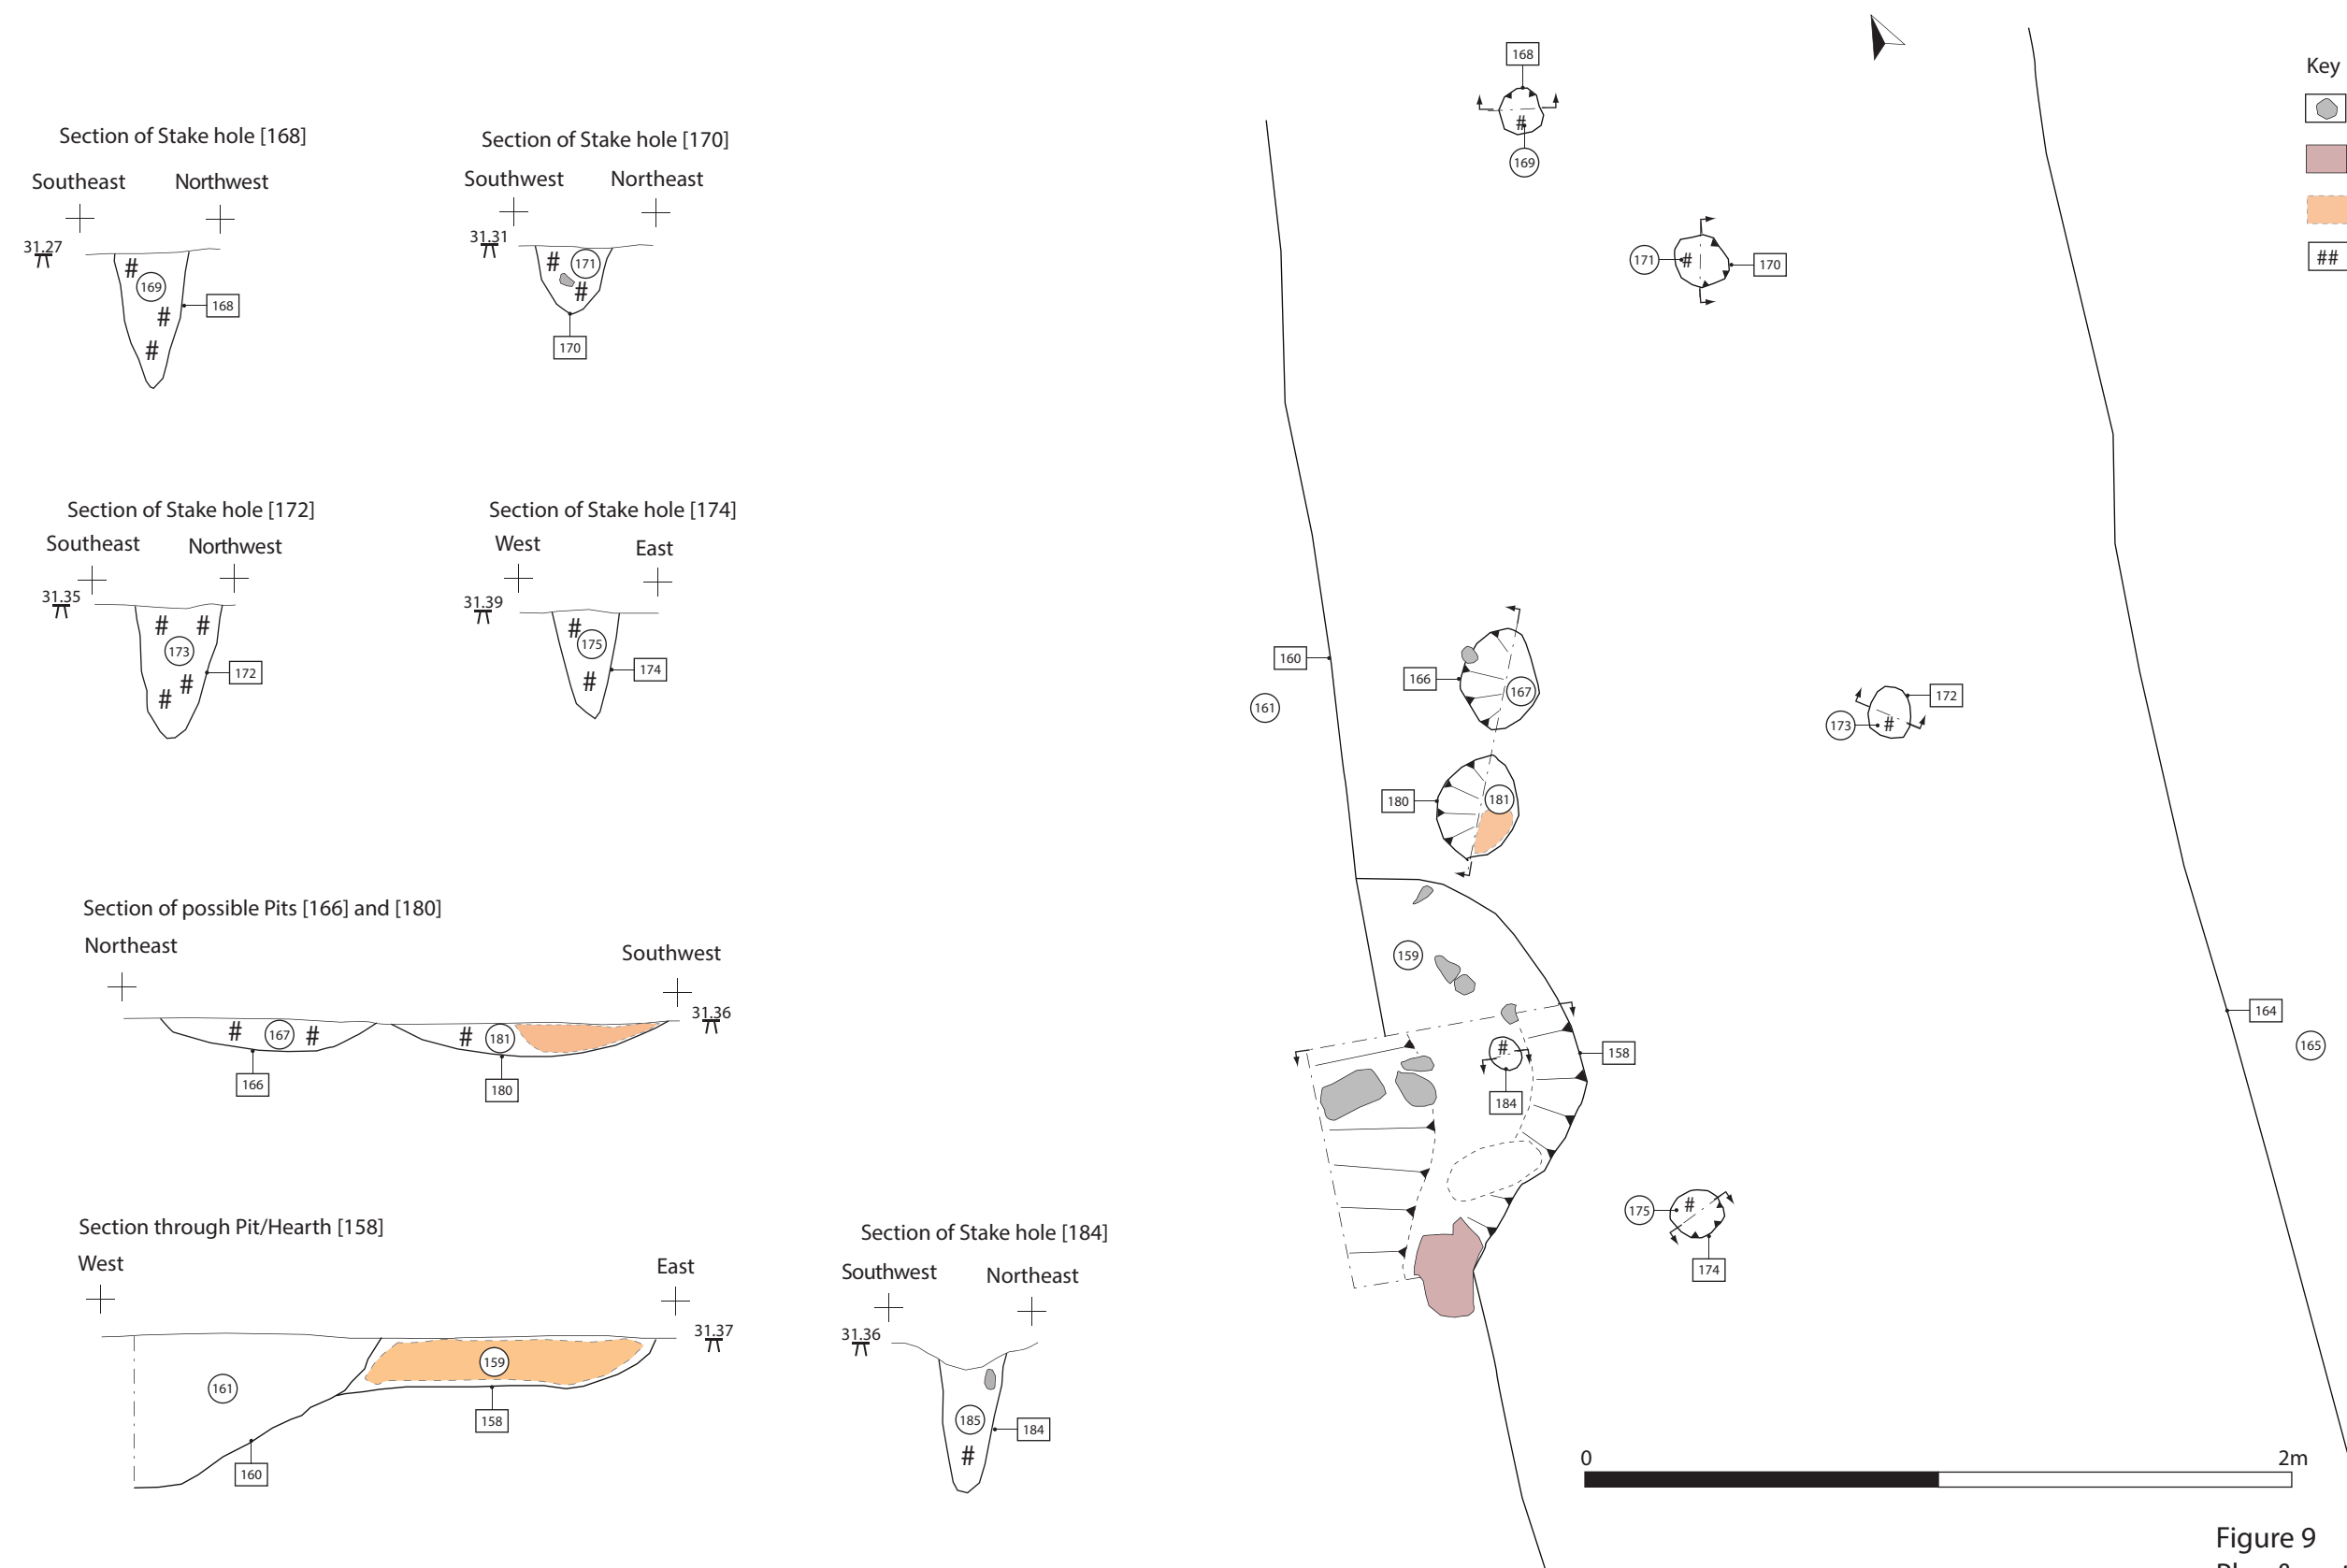 Section of Stake hole [168]
Southeast
Northwest
31.27
#
169
#
#
168
Section of Stake hole [170]
Southwest
Northeast
31.31
#
171
#
170
Section of Stake hole [172]
Southeast
Northwest
31.35
# #
173
#
#
172
Section of Stake hole [174]
West
East
31.39
#
175
#
174
Section of possible Pits [166] and [180]
Northeast
Southwest
31.36
# 167 #
# 181
166
180
Section through Pit/Hearth [158]
West
East
31.37
159
161
158
160
Section of Stake hole [184]
Southwest
Northeast
31.36
185
#
184
168
#
169
171
#
170
160
161
166
167
180
181
172
173
#
159
#
184
158
164
165
175
#
174
Key
##
0
2m
Figure 9